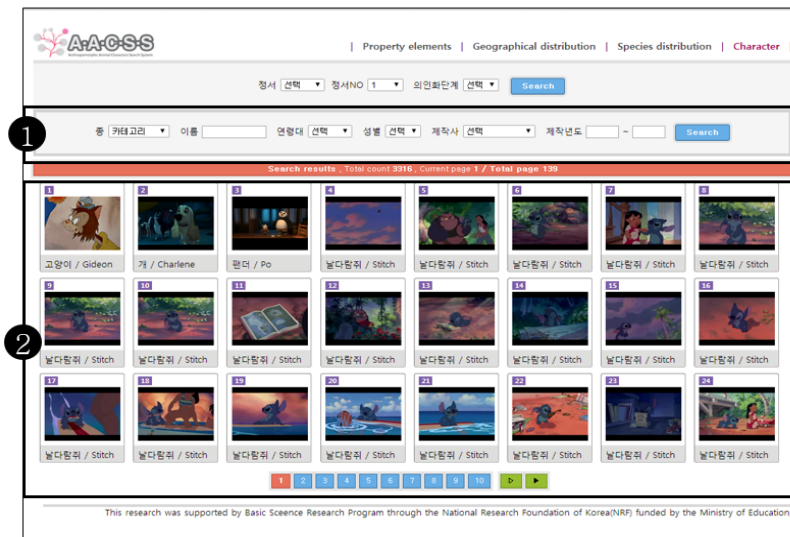 A·A·C·S·S
Anthropomorphic Animal Characters Search System
| Property elements | Geographical distribution | Species distribution | Character |
정서 선택 정서NO 1 의인화단계 선택 Search
1
종 카테고리 이름 연령대 선택 성별 선택 제작사 선택 제작년도 ~ Search
Search results , Total count 3316 , Current page 1 / Total page 139
2
1 2 3 4 5 6 7 8
고양이 / Gideon 개 / Charlene 팬더 / Po 날다람쥐 / Stitch 날다람쥐 / Stitch 날다람쥐 / Stitch 날다람쥐 / Stitch 날다람쥐 / Stitch
9 10 11 12 13 14 15 16
날다람쥐 / Stitch 날다람쥐 / Stitch 날다람쥐 / Stitch 날다람쥐 / Stitch 날다람쥐 / Stitch 날다람쥐 / Stitch 날다람쥐 / Stitch 날다람쥐 / Stitch
17 18 19 20 21 22 23 24
날다람쥐 / Stitch 날다람쥐 / Stitch 날다람쥐 / Stitch 날다람쥐 / Stitch 날다람쥐 / Stitch 날다람쥐 / Stitch 날다람쥐 / Stitch 날다람쥐 / Stitch
1 2 3 4 5 6 7 8 9 10
This research was supported by Basic Sceence Research Program through the National Research Foundation of Korea(NRF) funded by the Ministry of Education,